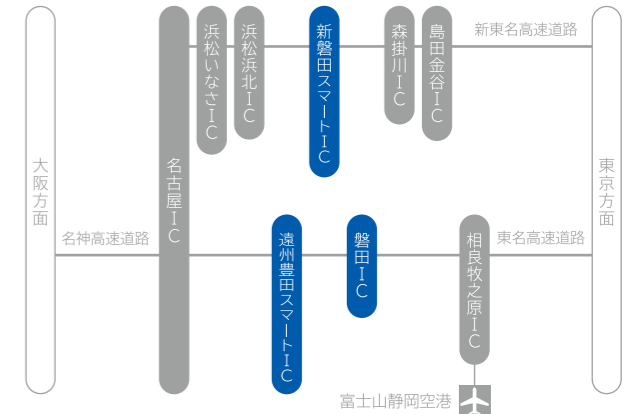 大阪方面
名神高速道路
名古屋IC
浜松いなさIC
浜松浜北IC
新磐田スマートIC
森掛川IC
島田金谷IC
新東名高速道路
遠州豊田スマートIC
磐田IC
相良牧之原IC
東名高速道路
東京方面
富士山静岡空港